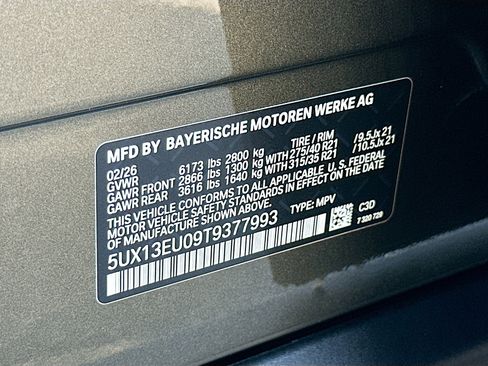 MFD BY BAYERISCHE MOTOREN WERKE AG
02/26
GVWR 6173 lbs 2800 kg TIRE / RIM
GAWR FRONT 2866 lbs 1300 kg WITH 275/40 R21 / 9.5Jx21
GAWR REAR 3616 lbs 1640 kg WITH 315/35 R21 / 10.5Jx21
THIS VEHICLE CONFORMS TO ALL APPLICABLE U.S. FEDERAL
MOTOR VEHICLE SAFETY STANDARDS IN EFFECT ON THE DATE
OF MANUFACTURE SHOWN ABOVE.
5UX13EU09T9377993 TYPE: MPV C3D
7 320 729